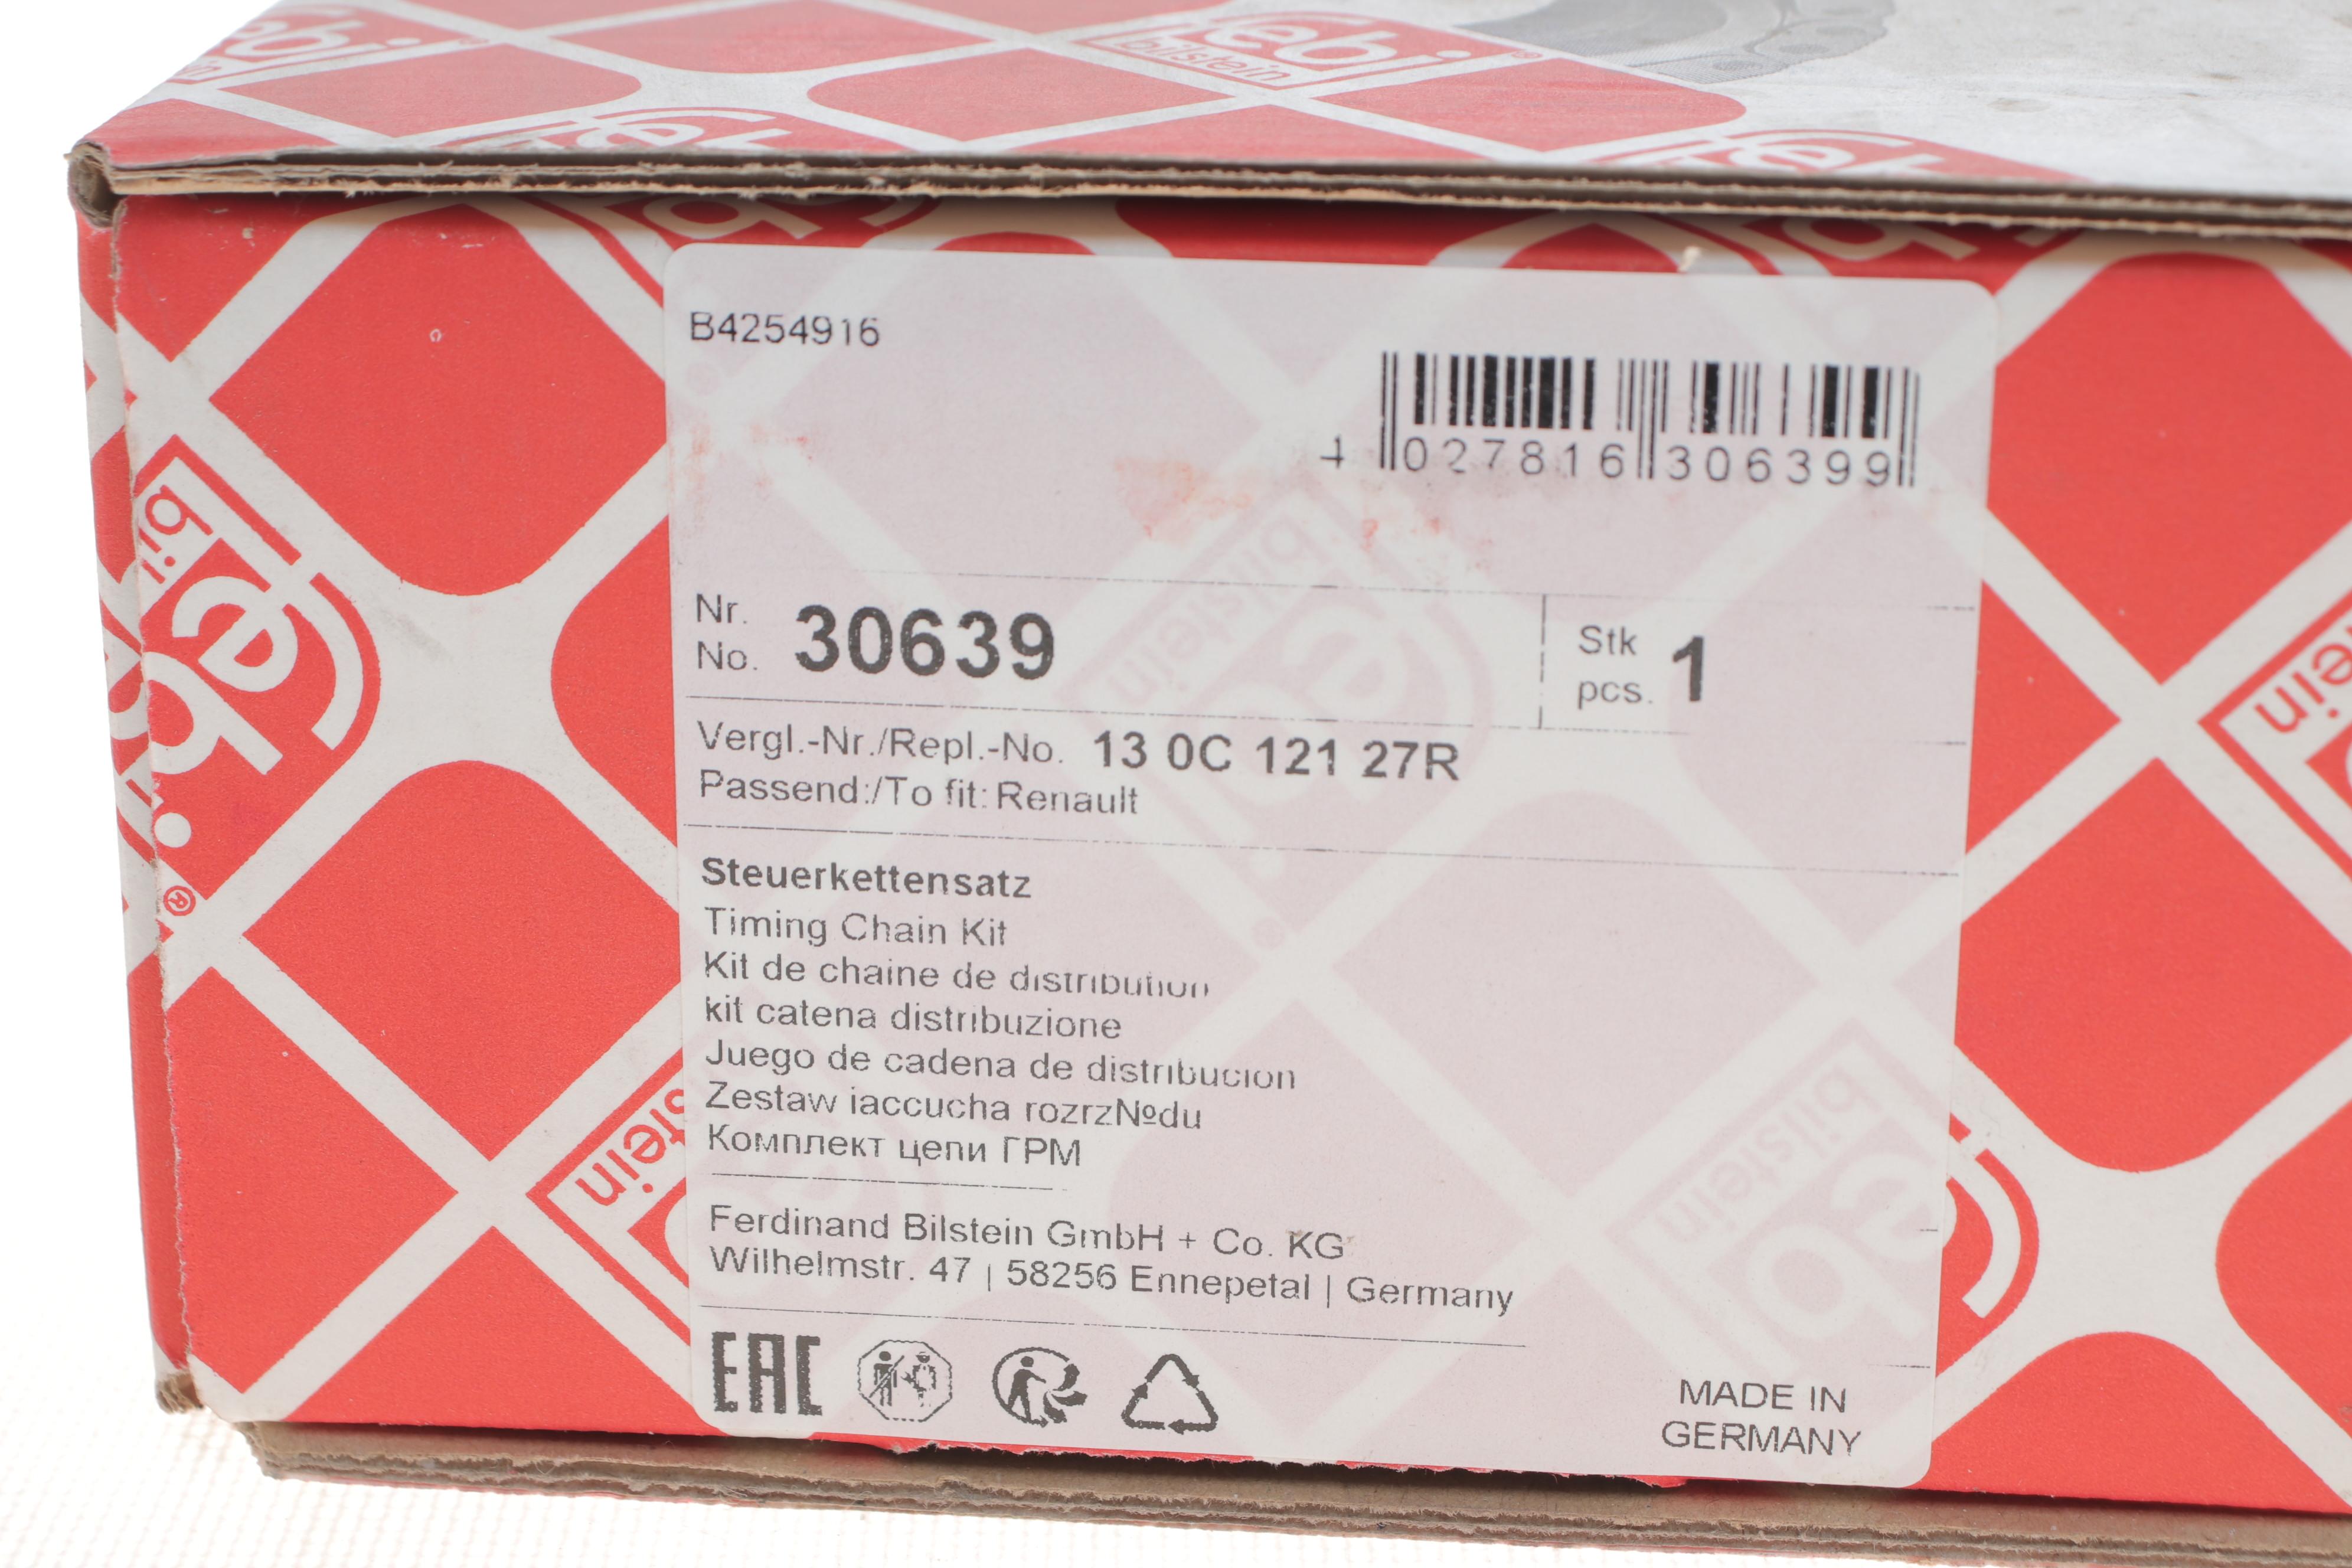 febi
bilstein
B4254916
4 027816 306399
Nr.
No. 30639
Stk
pcs. 1
Vergl.-Nr./Repl.-No. 13 0C 121 27R
Passend:/To fit: Renault
Steuerkettensatz
Timing Chain Kit
Kit de chaine de distribution
kit catena distribuzione
Juego de cadena de distribucion
Zestaw iaccucha rozrz№du
Комплект цепи ГРМ
Ferdinand Bilstein GmbH + Co. KG
Wilhelmstr. 47 | 58256 Ennepetal | Germany
EAC
MADE IN
GERMANY